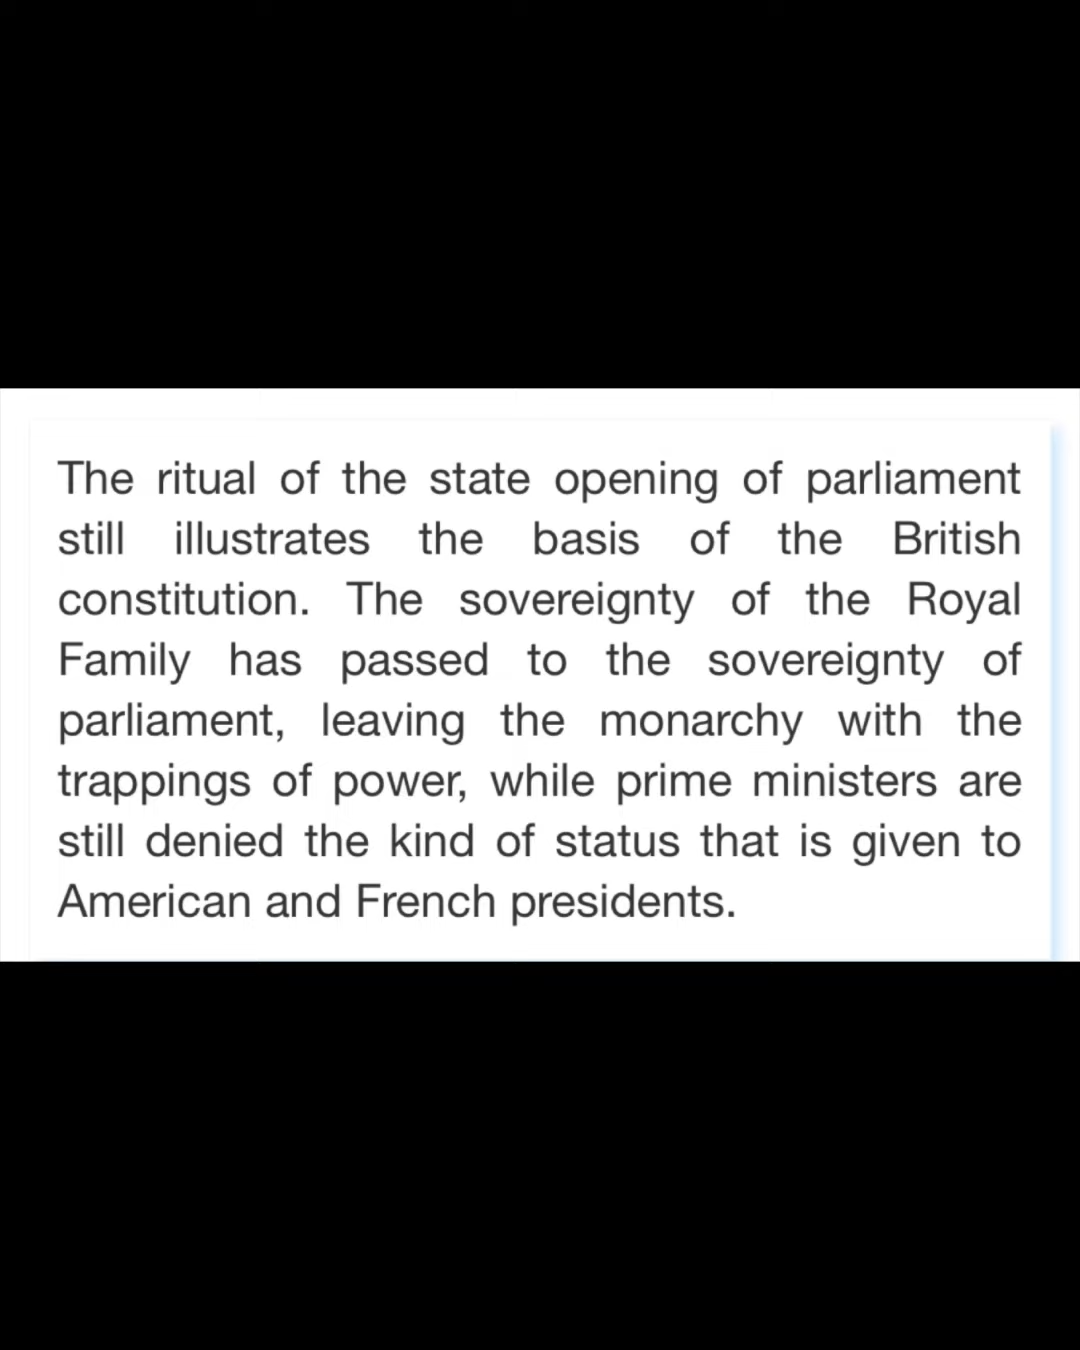 The ritual of the state opening of parliament
still illustrates the basis of the British
constitution. The sovereignty of the Royal
Family has passed to the sovereignty of
parliament, leaving the monarchy with the
trappings of power, while prime ministers are
still denied the kind of status that is given to
American and French presidents.